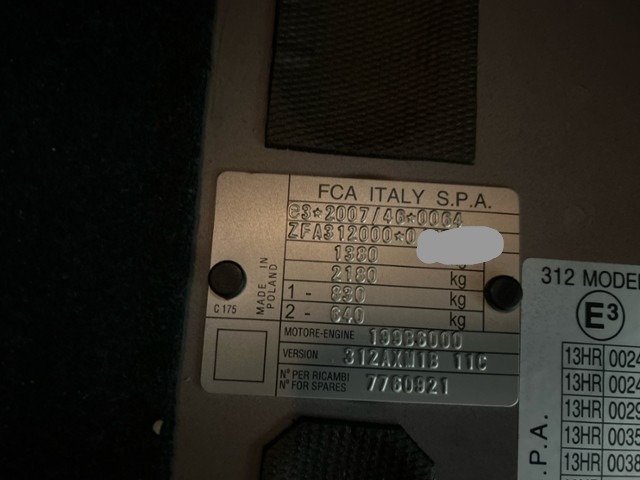 FCA ITALY S.P.A.
e3*2007/46*0064
ZFA312000*0
1380
2180 kg
1 - 830 kg
2 - 640 kg
MADE IN
POLAND
C 175
MOTORE-ENGINE 199B6000
VERSION 312AXM1B 11C
N° PER RICAMBI
N° FOR SPARES 7760921
312 MODE
E3
13HR 0024
13HR 0024
13HR 0029
13HR 0035
13HR 0038
.P.A.